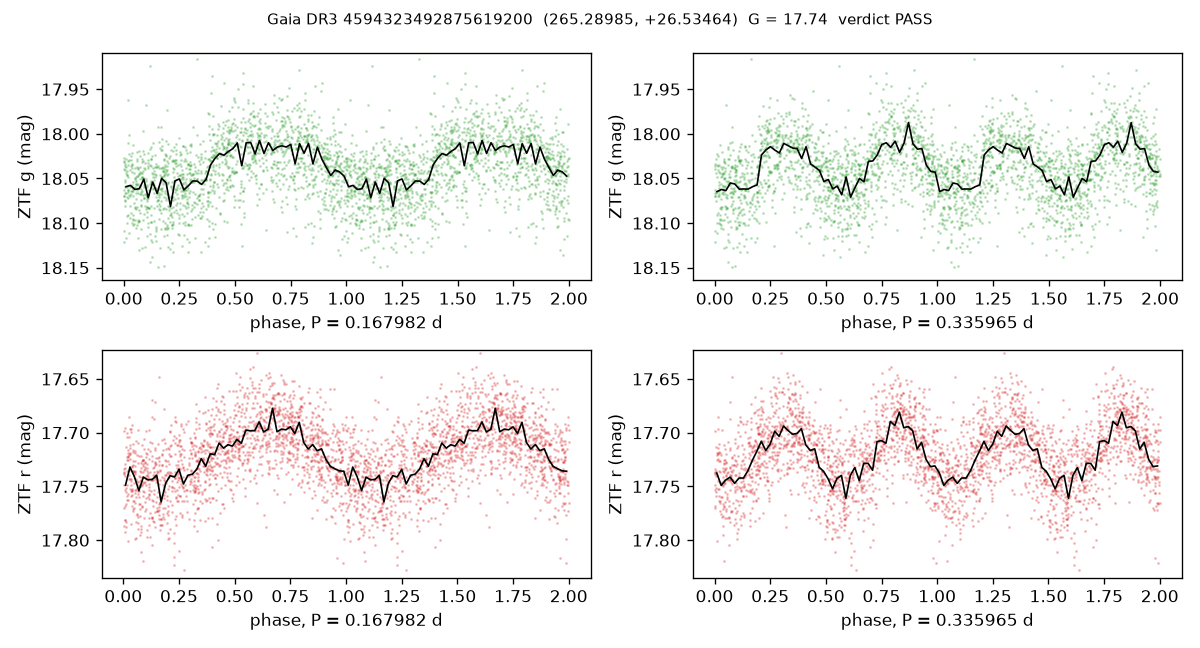 Gaia DR3 4594323492875619200  (265.28985, +26.53464)  G = 17.74  verdict PASS
ZTF g (mag)
17.95
18.00
18.05
18.10
18.15
0.00 0.25 0.50 0.75 1.00 1.25 1.50 1.75 2.00
phase, P = 0.167982 d
ZTF g (mag)
17.95
18.00
18.05
18.10
18.15
0.00 0.25 0.50 0.75 1.00 1.25 1.50 1.75 2.00
phase, P = 0.335965 d
ZTF r (mag)
17.65
17.70
17.75
17.80
0.00 0.25 0.50 0.75 1.00 1.25 1.50 1.75 2.00
phase, P = 0.167982 d
ZTF r (mag)
17.65
17.70
17.75
17.80
0.00 0.25 0.50 0.75 1.00 1.25 1.50 1.75 2.00
phase, P = 0.335965 d